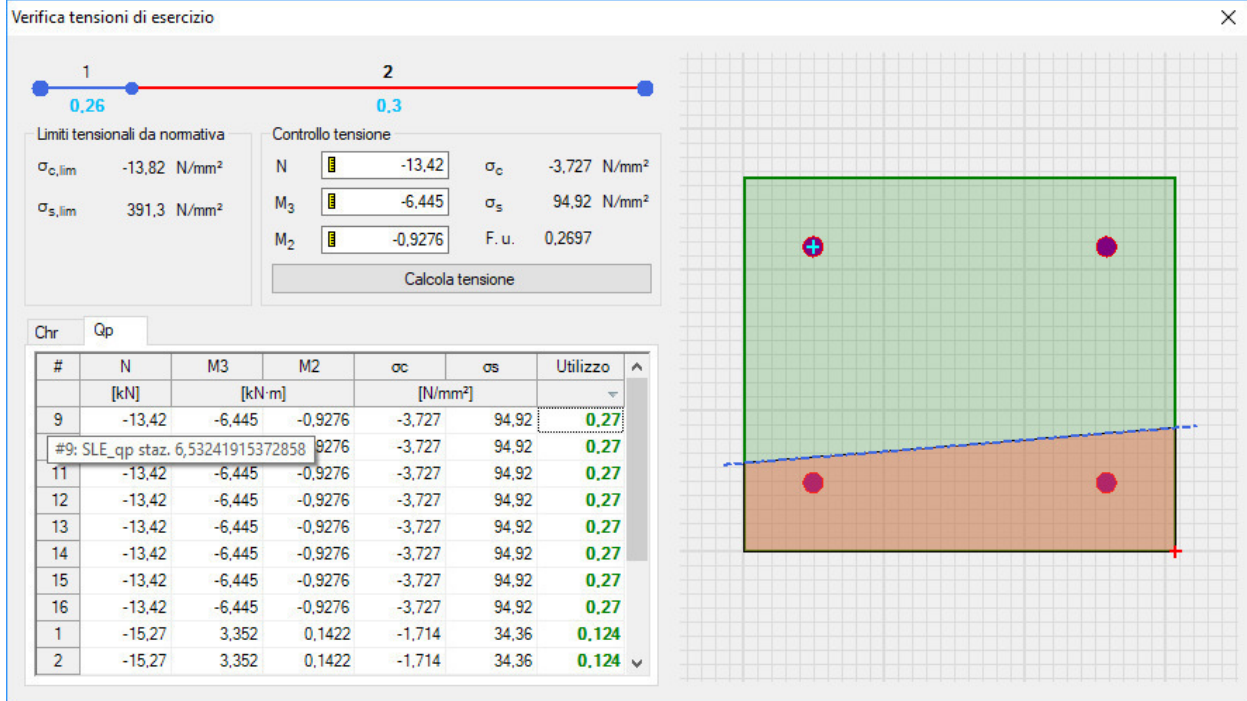 Verifica tensioni di esercizio
1 2
0,26 0,3
Limiti tensionali da normativa
σc,lim -13,82 N/mm²
σs,lim 391,3 N/mm²
Controllo tensione
N -13,42 σc -3,727 N/mm²
M3 -6,445 σs 94,92 N/mm²
M2 -0,9276 F. u. 0,2697
Calcola tensione
Chr Qp
# N M3 M2 σc σs Utilizzo
[kN] [kN·m] [N/mm²]
9 -13,42 -6,445 -0,9276 -3,727 94,92 0,27
#9: SLE_qp staz. 6,53241915372858 9276 -3,727 94,92 0,27
11 -13,42 -6,445 -0,9276 -3,727 94,92 0,27
12 -13,42 -6,445 -0,9276 -3,727 94,92 0,27
13 -13,42 -6,445 -0,9276 -3,727 94,92 0,27
14 -13,42 -6,445 -0,9276 -3,727 94,92 0,27
15 -13,42 -6,445 -0,9276 -3,727 94,92 0,27
16 -13,42 -6,445 -0,9276 -3,727 94,92 0,27
1 -15,27 3,352 0,1422 -1,714 34,36 0,124
2 -15,27 3,352 0,1422 -1,714 34,36 0,124